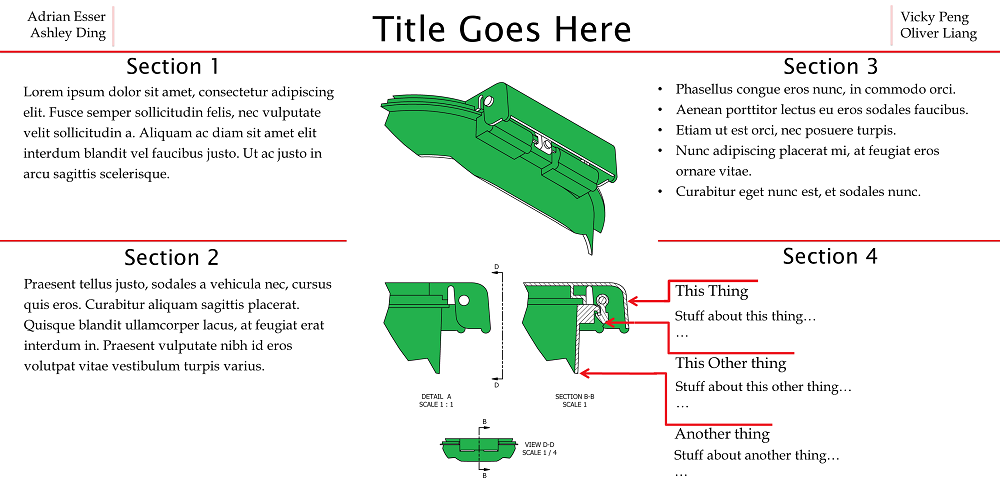 Adrian Esser
Ashley Ding
Title Goes Here
Vicky Peng
Oliver Liang
Section 1
Lorem ipsum dolor sit amet, consectetur adipiscing
elit. Fusce semper sollicitudin felis, nec vulputate
velit sollicitudin a. Aliquam ac diam sit amet elit
interdum blandit vel faucibus justo. Ut ac justo in
arcu sagittis scelerisque.
Section 2
Praesent tellus justo, sodales a vehicula nec, cursus
quis eros. Curabitur aliquam sagittis placerat.
Quisque blandit ullamcorper lacus, at feugiat erat
interdum in. Praesent vulputate nibh id eros
volutpat vitae vestibulum turpis varius.
D
D
DETAIL A
SCALE 1 : 1
SECTION B-B
SCALE 1
B
B
VIEW D-D
SCALE 1 / 4
Section 3
• Phasellus congue eros nunc, in commodo orci.
• Aenean porttitor lectus eu eros sodales faucibus.
• Etiam ut est orci, nec posuere turpis.
• Nunc adipiscing placerat mi, at feugiat eros
ornare vitae.
• Curabitur eget nunc est, et sodales nunc.
Section 4
This Thing
Stuff about this thing…
…
This Other thing
Stuff about this other thing…
…
Another thing
Stuff about another thing…
…